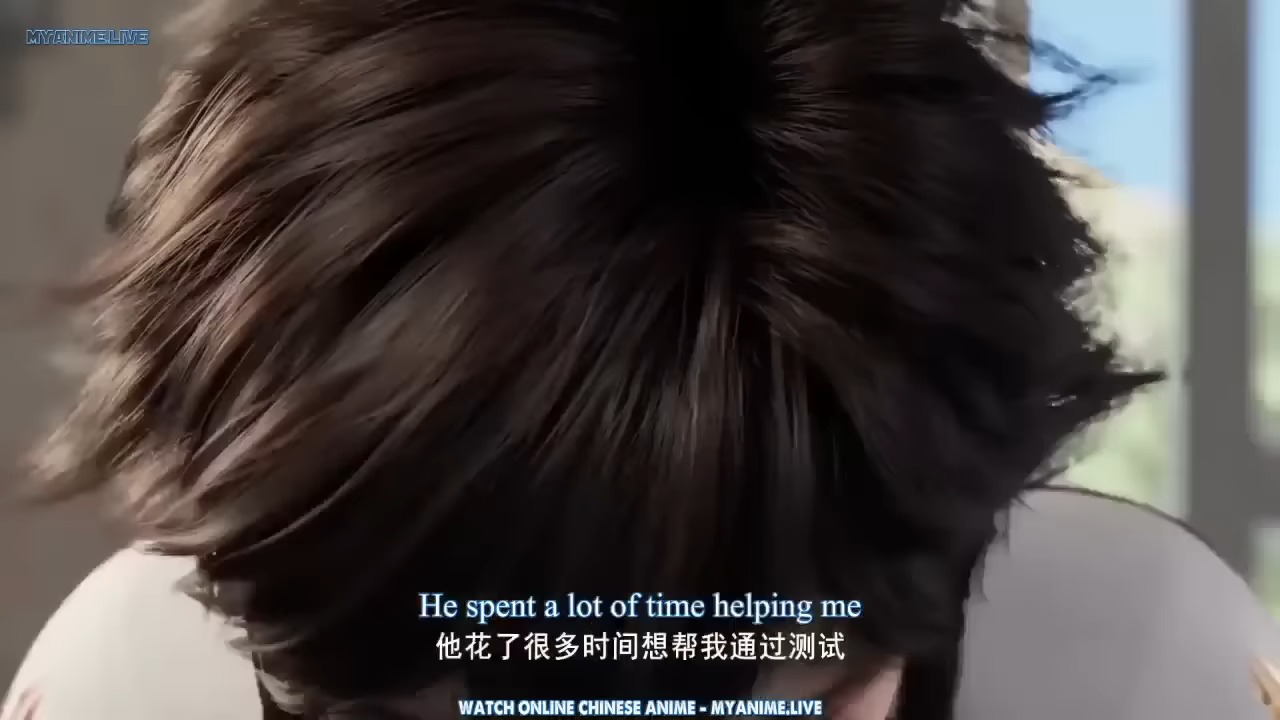 MYANIME.LIVE
He spent a lot of time helping me
他花了很多时间想帮我通过测试
WATCH ONLINE CHINESE ANIME - MYANIME.LIVE